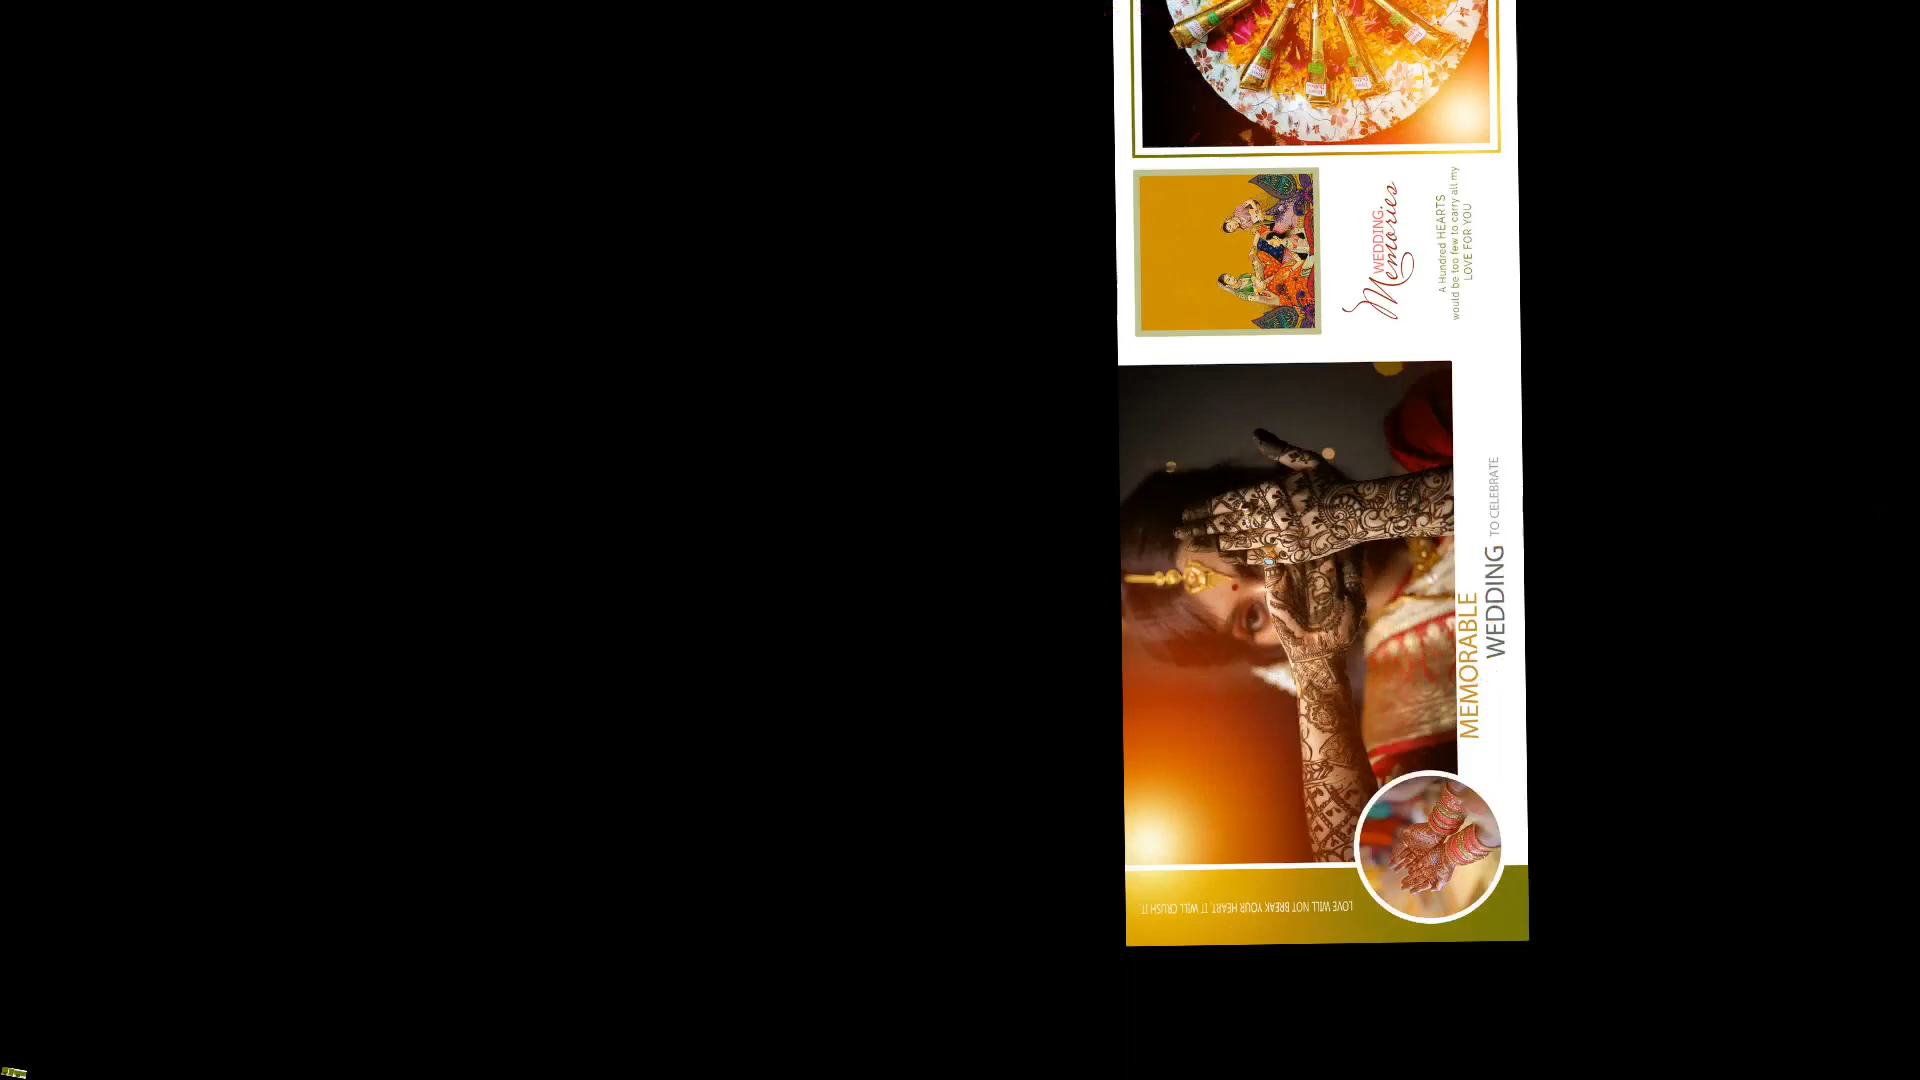 WEDDING
Memories
A Hundred HEARTS
would be too few to carry all my
LOVE FOR YOU
MEMORABLE
WEDDING TO CELEBRATE
LOVE WILL NOT BREAK YOUR HEART. IT WILL CRUSH IT.